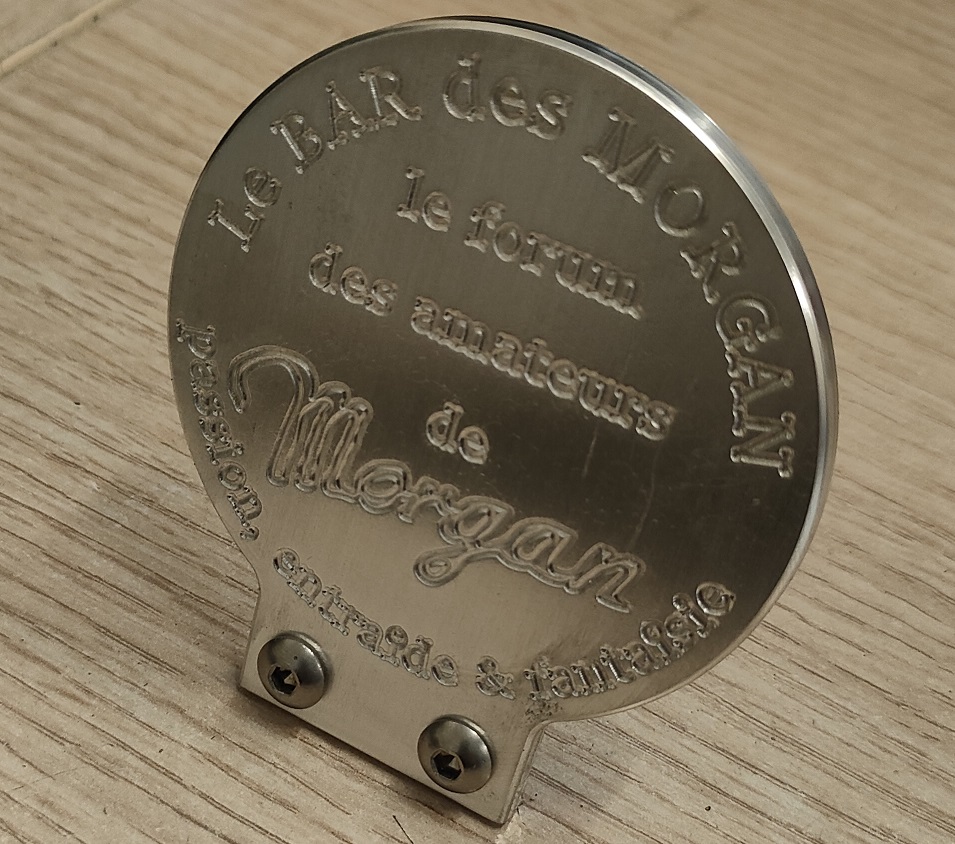 Le BAR des MORGAN
le forum
des amateurs
de
Morgan
passion, entraide & fantaisie